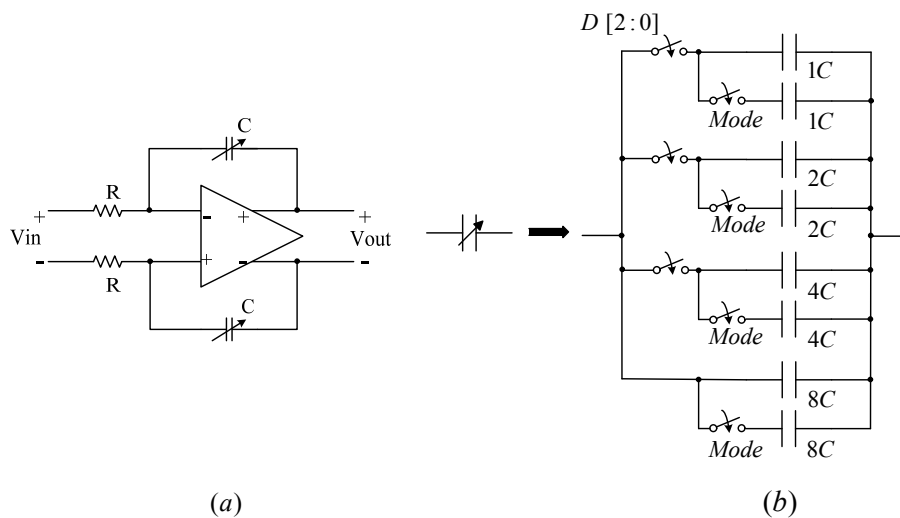 D [2:0]
1C
Mode
1C
2C
Mode
2C
4C
Mode
4C
8C
Mode
8C
C
R
+
Vin
-
-
+
+
-
+
Vout
-
R
C
(a)
(b)